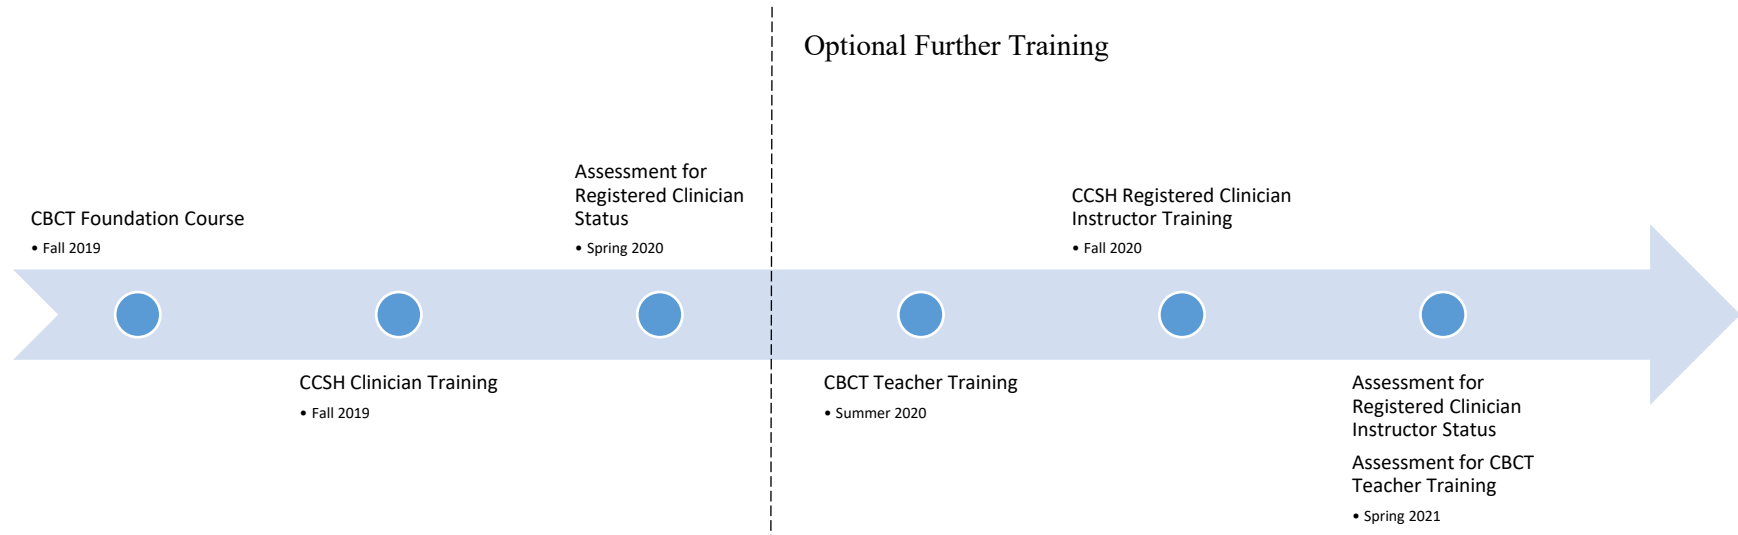 Optional Further Training
CBCT Foundation Course
• Fall 2019
CCSH Clinician Training
• Fall 2019
Assessment for
Registered Clinician
Status
• Spring 2020
CBCT Teacher Training
• Summer 2020
CCSH Registered Clinician
Instructor Training
• Fall 2020
Assessment for
Registered Clinician
Instructor Status
Assessment for CBCT
Teacher Training
• Spring 2021